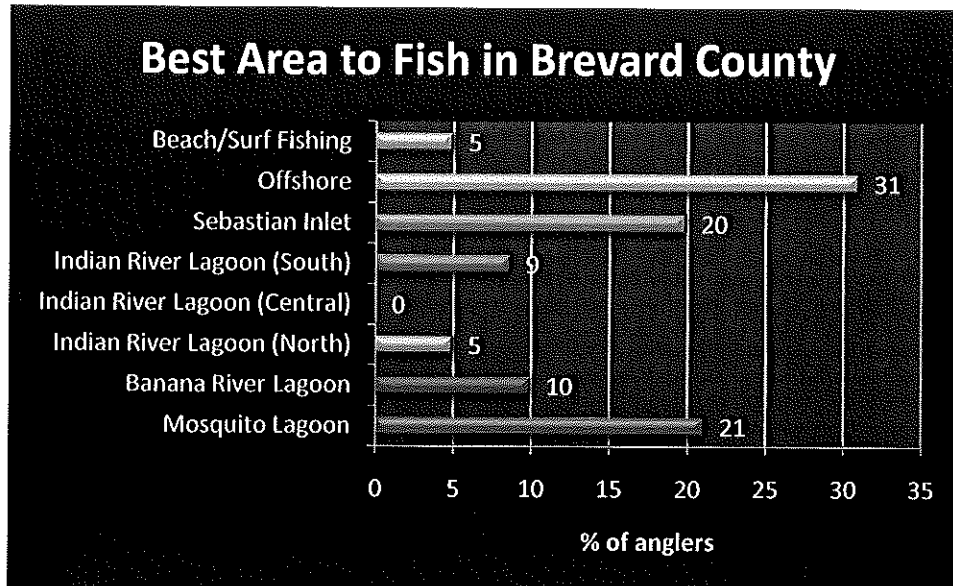 Best Area to Fish in Brevard County
Beach/Surf Fishing 5
Offshore 31
Sebastian Inlet 20
Indian River Lagoon (South) 9
Indian River Lagoon (Central) 0
Indian River Lagoon (North) 5
Banana River Lagoon 10
Mosquito Lagoon 21
0 5 10 15 20 25 30 35
% of anglers